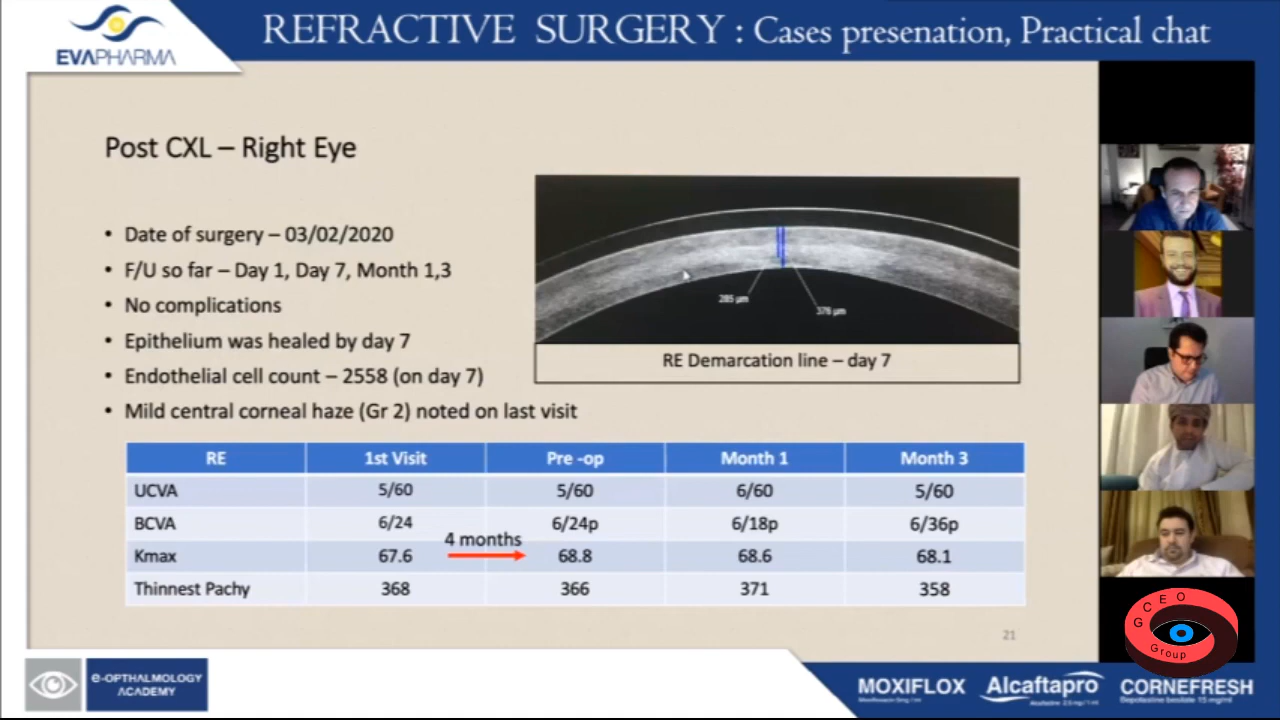 EVAPHARMA
REFRACTIVE SURGERY : Cases presenation, Practical chat
Post CXL – Right Eye
• Date of surgery – 03/02/2020
• F/U so far – Day 1, Day 7, Month 1,3
• No complications
• Epithelium was healed by day 7
• Endothelial cell count – 2558 (on day 7)
• Mild central corneal haze (Gr 2) noted on last visit
285 µm
376 µm
RE Demarcation line – day 7
RE 1st Visit Pre -op Month 1 Month 3
UCVA 5/60 5/60 6/60 5/60
BCVA 6/24 6/24p 6/18p 6/36p
4 months
Kmax 67.6 68.8 68.6 68.1
Thinnest Pachy 368 366 371 358
21
GCEO
Group
e-OPTHALMOLOGY
ACADEMY
MOXIFLOX Alcaftapro CORNEFRESH